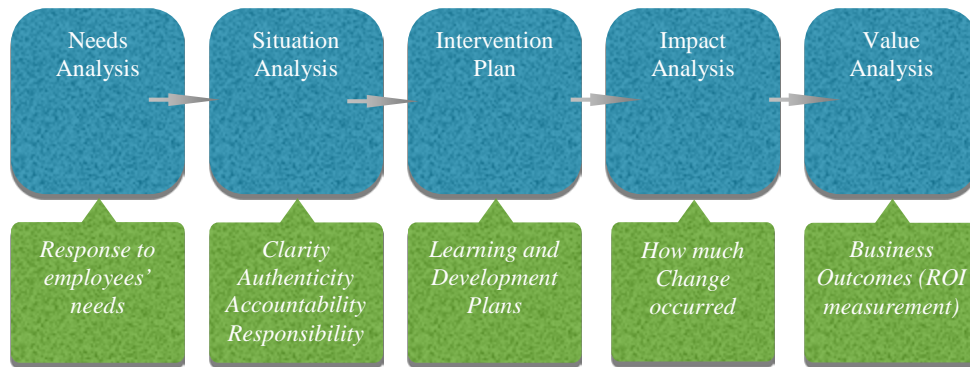 Needs
Analysis
Situation
Analysis
Intervention
Plan
Impact
Analysis
Value
Analysis
Response to
employees’
needs
Clarity
Authenticity
Accountability
Responsibility
Learning and
Development
Plans
How much
Change
occurred
Business
Outcomes (ROI
measurement)